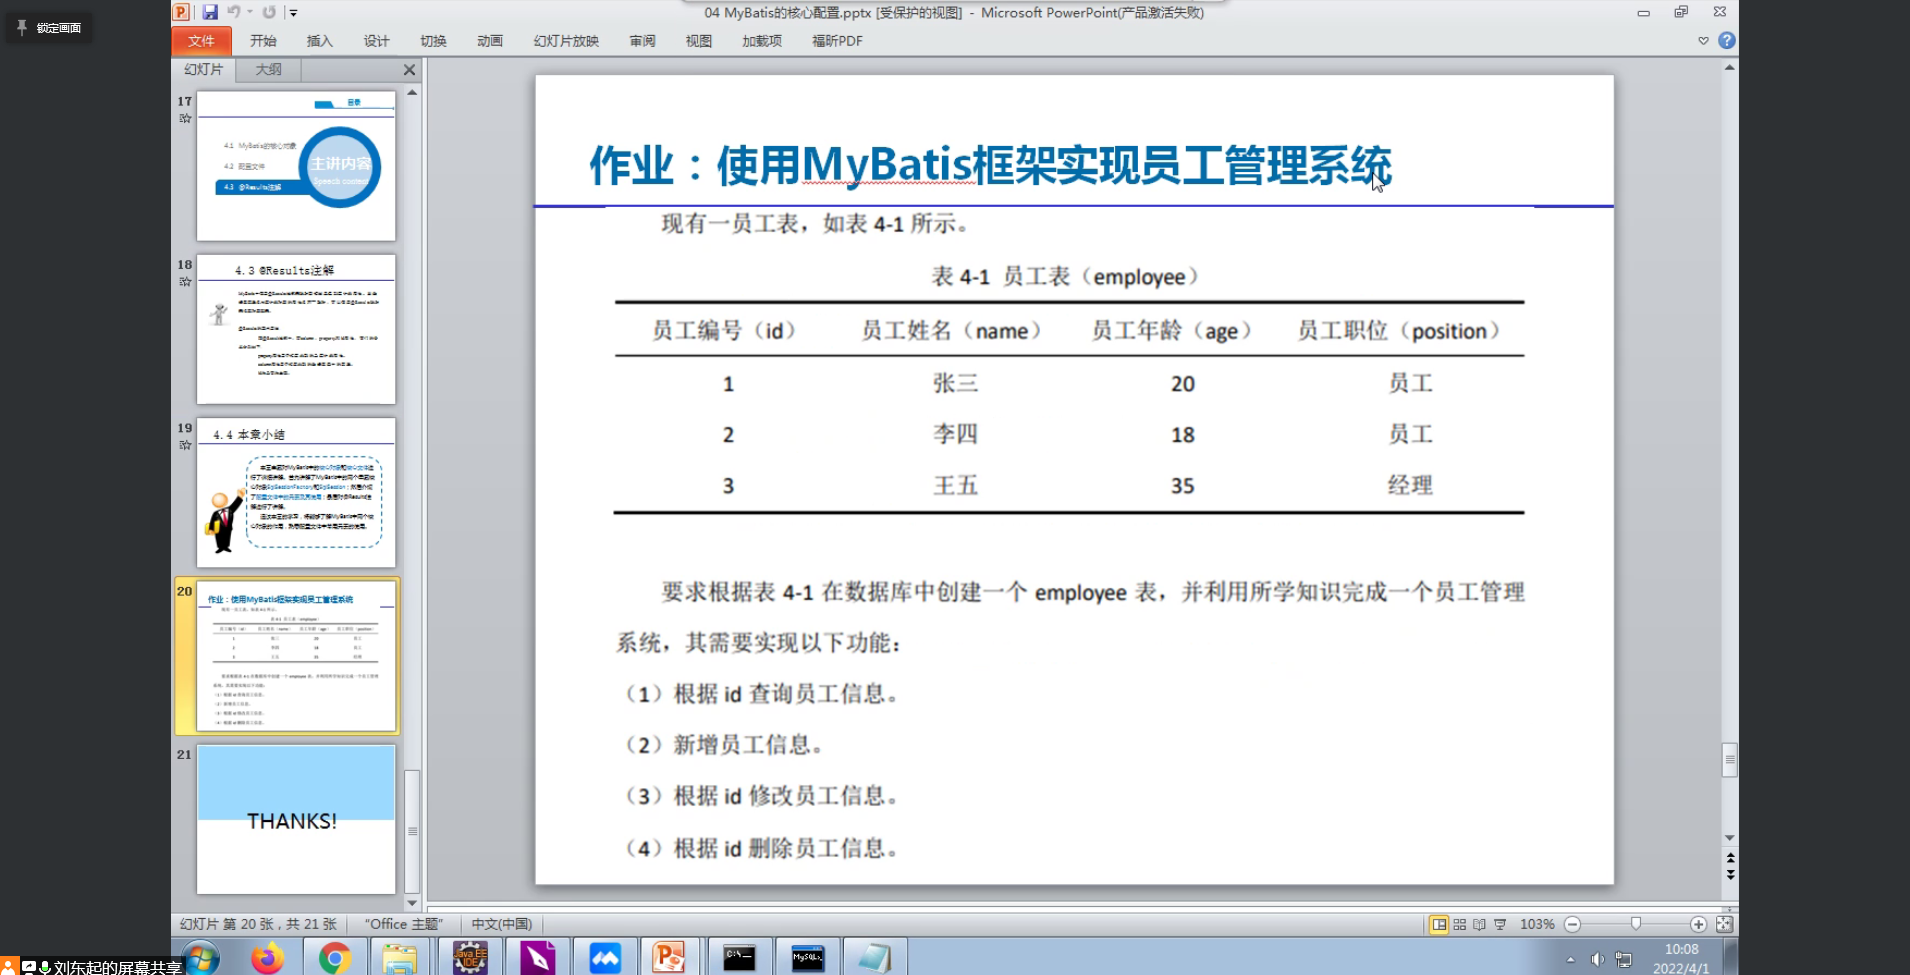 锁定画面
04 MyBatis的核心配置.pptx [受保护的视图] - Microsoft PowerPoint(产品激活失败)
文件 开始 插入 设计 切换 动画 幻灯片放映 审阅 视图 加载项 福昕PDF
幻灯片 大纲
17
目录
4.1 MyBatis的核心对象
4.2 配置文件
4.3 @Results注解
主讲内容
Speech content
18
4.3 @Results注解
19
4.4 本章小结
20
作业：使用MyBatis框架实现员工管理系统
21
THANKS!
作业：使用MyBatis框架实现员工管理系统
现有一员工表，如表 4-1 所示。
表 4-1 员工表（employee）
员工编号（id） 员工姓名（name） 员工年龄（age） 员工职位（position）
1 张三 20 员工
2 李四 18 员工
3 王五 35 经理
要求根据表 4-1 在数据库中创建一个 employee 表，并利用所学知识完成一个员工管理
系统，其需要实现以下功能：
（1）根据 id 查询员工信息。
（2）新增员工信息。
（3）根据 id 修改员工信息。
（4）根据 id 删除员工信息。
幻灯片 第 20 张，共 21 张 "Office 主题" 中文(中国) 103%
刘东起的屏幕共享
Java EE
IDE
C:\
MySQL
10:08
2022/4/1